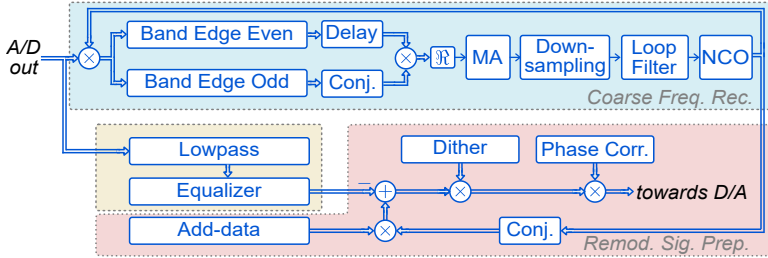 A/D
out
Band Edge Even
Delay
Band Edge Odd
Conj.
ℜ
MA
Down-
sampling
Loop
Filter
NCO
Coarse Freq. Rec.
Lowpass
Equalizer
Dither
Phase Corr.
towards D/A
Add-data
Conj.
Remod. Sig. Prep.